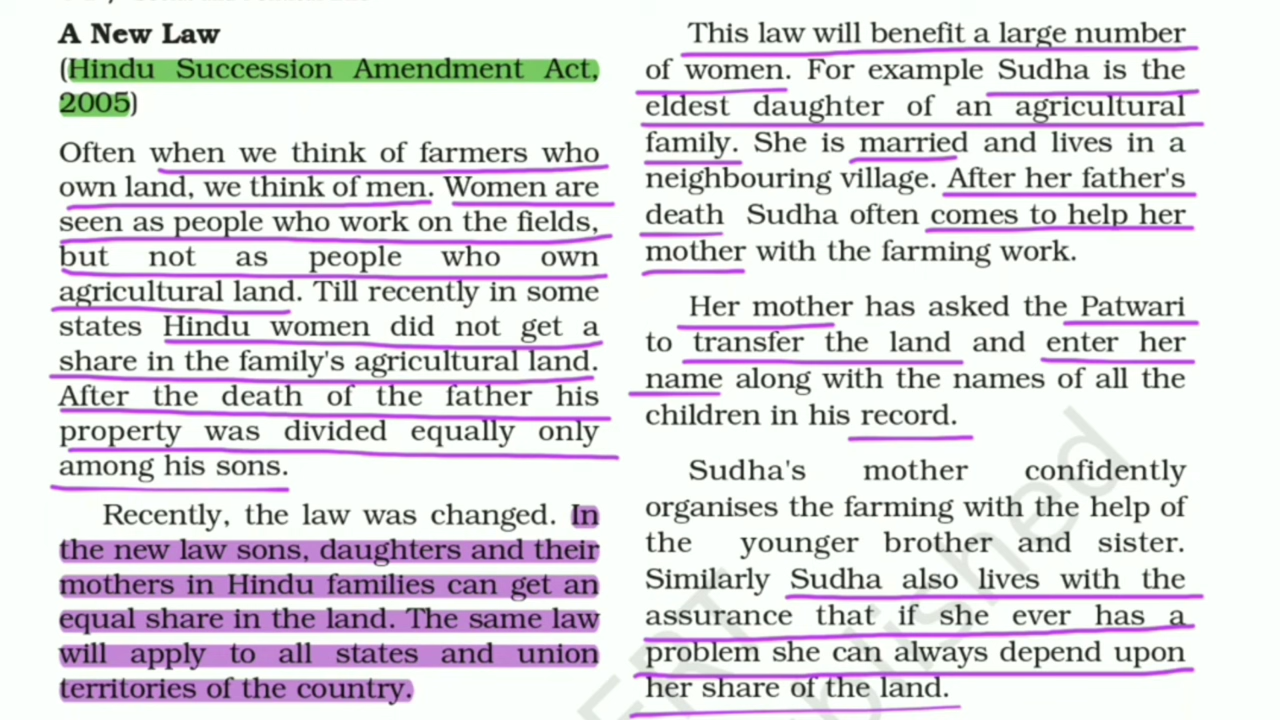 A New Law
(Hindu Succession Amendment Act,
2005)
Often when we think of farmers who
own land, we think of men. Women are
seen as people who work on the fields,
but not as people who own
agricultural land. Till recently in some
states Hindu women did not get a
share in the family's agricultural land.
After the death of the father his
property was divided equally only
among his sons.
Recently, the law was changed. In
the new law sons, daughters and their
mothers in Hindu families can get an
equal share in the land. The same law
will apply to all states and union
territories of the country.
This law will benefit a large number
of women. For example Sudha is the
eldest daughter of an agricultural
family. She is married and lives in a
neighbouring village. After her father's
death Sudha often comes to help her
mother with the farming work.
Her mother has asked the Patwari
to transfer the land and enter her
name along with the names of all the
children in his record.
Sudha's mother confidently
organises the farming with the help of
the younger brother and sister.
Similarly Sudha also lives with the
assurance that if she ever has a
problem she can always depend upon
her share of the land.